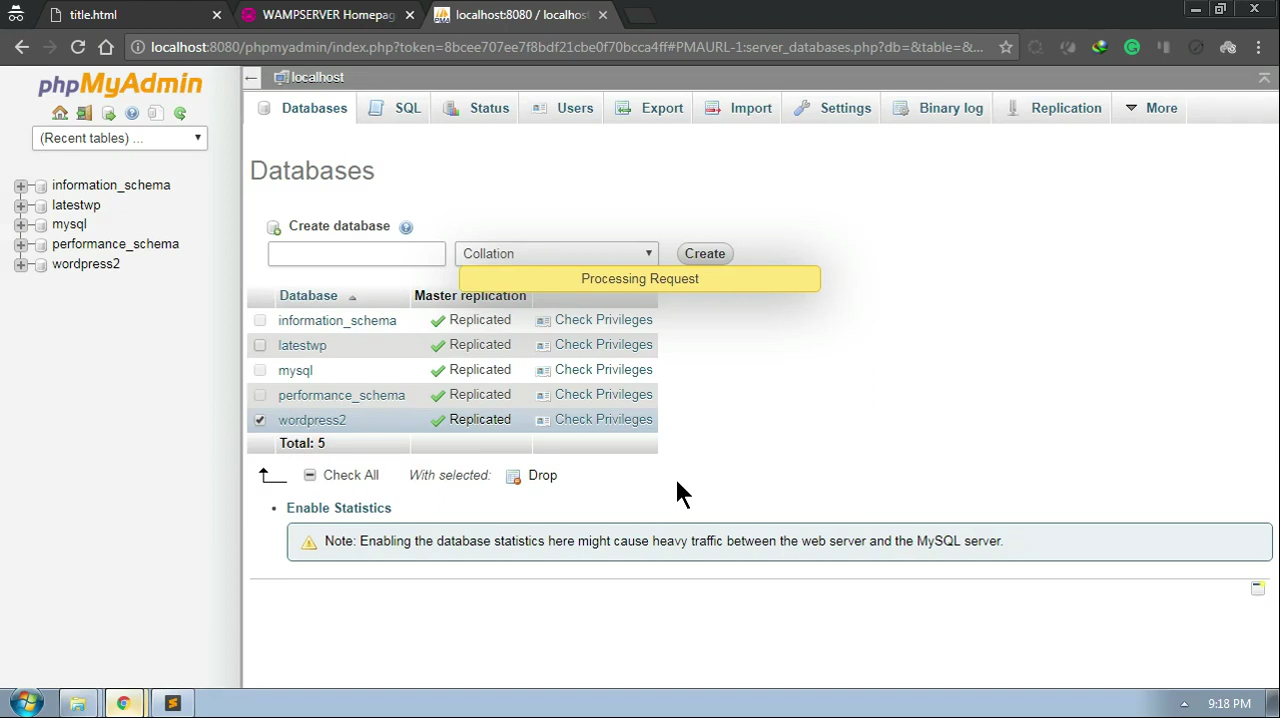 title.html
WAMPSERVER Homepag
localhost:8080 / localhos
localhost:8080/phpmyadmin/index.php?token=8bcee707ee7f8bdf21cbe0f70bcca4ff#PMAURL-1:server_databases.php?db=&table=&...
phpMyAdmin
localhost
(Recent tables) ...
Databases
SQL
Status
Users
Export
Import
Settings
Binary log
Replication
More
information_schema
latestwp
mysql
performance_schema
wordpress2
Databases
Create database
Collation
Create
Processing Request
Database
Master replication
information_schema Replicated Check Privileges
latestwp Replicated Check Privileges
mysql Replicated Check Privileges
performance_schema Replicated Check Privileges
wordpress2 Replicated Check Privileges
Total: 5
Check All
With selected:
Drop
Enable Statistics
Note: Enabling the database statistics here might cause heavy traffic between the web server and the MySQL server.
9:18 PM